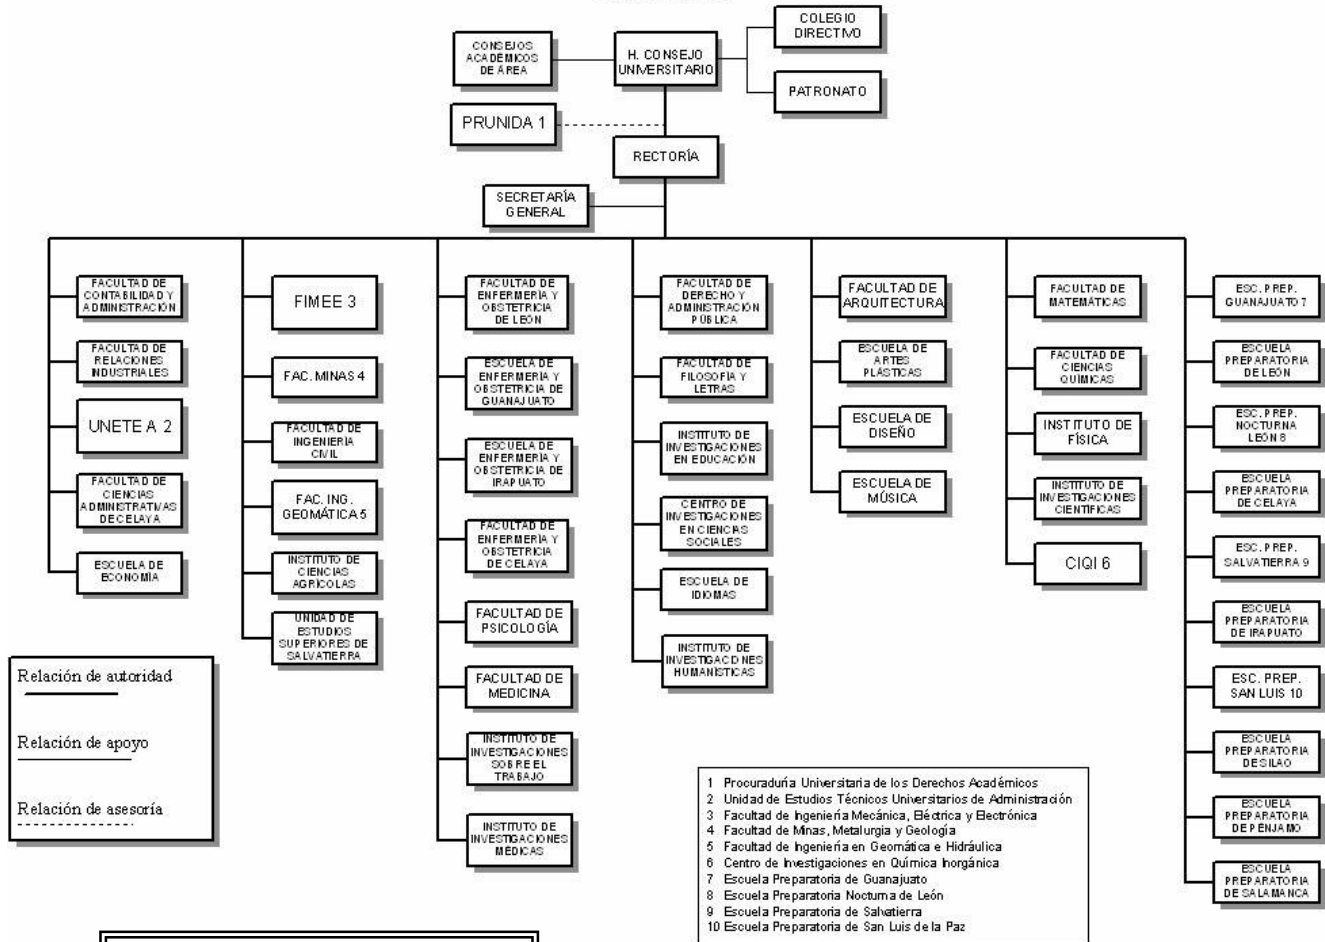 COLEGIO
DIRECTIVO
CONSEJOS
ACADÉMICOS
DE ÁREA
H. CONSEJO
UNIVERSITARIO
PATRONATO
PRUNIDA 1
RECTORÍA
SECRETARÍA
GENERAL
FACULTAD DE
CONTABILIDAD Y
ADMINISTRACIÓN
FACULTAD DE
RELACIONES
INDUSTRIALES
UNETE A 2
FACULTAD DE
CIENCIAS
ADMINISTRATIVAS
DE CELAYA
ESCUELA DE
ECONOMÍA
FIMEE 3
FAC. MINAS 4
FACULTAD DE
INGENIERÍA
CIVIL
FAC. ING.
GEOMÁTICA 5
INSTITUTO DE
CIENCIAS
AGRÍCOLAS
UNIDAD DE
ESTUDIOS
SUPERIORES DE
SALVATIERRA
FACULTAD DE
ENFERMERÍA Y
OBSTETRICIA
DE LEÓN
ESCUELA DE
ENFERMERÍA Y
OBSTETRICIA DE
GUANAJUATO
ESCUELA DE
ENFERMERÍA Y
OBSTETRICIA DE
IRAPUATO
FACULTAD DE
ENFERMERÍA Y
OBSTETRICIA
DE CELAYA
FACULTAD DE
PSICOLOGÍA
FACULTAD DE
MEDICINA
INSTITUTO DE
INVESTIGACIONES
SOBRE EL
TRABAJO
INSTITUTO DE
INVESTIGACIONES
MÉDICAS
FACULTAD DE
DERECHO Y
ADMINISTRACIÓN
PÚBLICA
FACULTAD DE
FILOSOFÍA Y
LETRAS
INSTITUTO DE
INVESTIGACIONES
EN EDUCACIÓN
CENTRO DE
INVESTIGACIONES
EN CIENCIAS
SOCIALES
ESCUELA DE
IDIOMAS
INSTITUTO DE
INVESTIGACIONES
HUMANÍSTICAS
FACULTAD DE
ARQUITECTURA
ESCUELA DE
ARTES
PLÁSTICAS
ESCUELA DE
DISEÑO
ESCUELA DE
MÚSICA
FACULTAD DE
MATEMÁTICAS
FACULTAD DE
CIENCIAS
QUÍMICAS
INSTITUTO DE
FÍSICA
INSTITUTO DE
INVESTIGACIONES
CIENTÍFICAS
CIQI 6
ESC. PREP.
GUANAJUATO 7
ESCUELA
PREPARATORIA
DE LEÓN
ESC. PREP.
NOCTURNA
LEÓN 8
ESCUELA
PREPARATORIA
DE CELAYA
ESC. PREP.
SALVATIERRA 9
ESCUELA
PREPARATORIA
DE IRAPUATO
ESC. PREP.
SAN LUIS 10
ESCUELA
PREPARATORIA
DE SILAO
ESCUELA
PREPARATORIA
DE PÉNJAMO
ESCUELA
PREPARATORIA
DE SALAMANCA
Relación de autoridad
Relación de apoyo
Relación de asesoría
1 Procuraduría Universitaria de los Derechos Académicos
2 Unidad de Estudios Técnicos Universitarios de Administración
3 Facultad de Ingeniería Mecánica, Eléctrica y Electrónica
4 Facultad de Minas, Metalurgia y Geología
5 Facultad de Ingeniería en Geomática e Hidráulica
6 Centro de Investigaciones en Química Inorgánica
7 Escuela Preparatoria de Guanajuato
8 Escuela Preparatoria Nocturna de León
9 Escuela Preparatoria de Salvatierra
10 Escuela Preparatoria de San Luis de la Paz